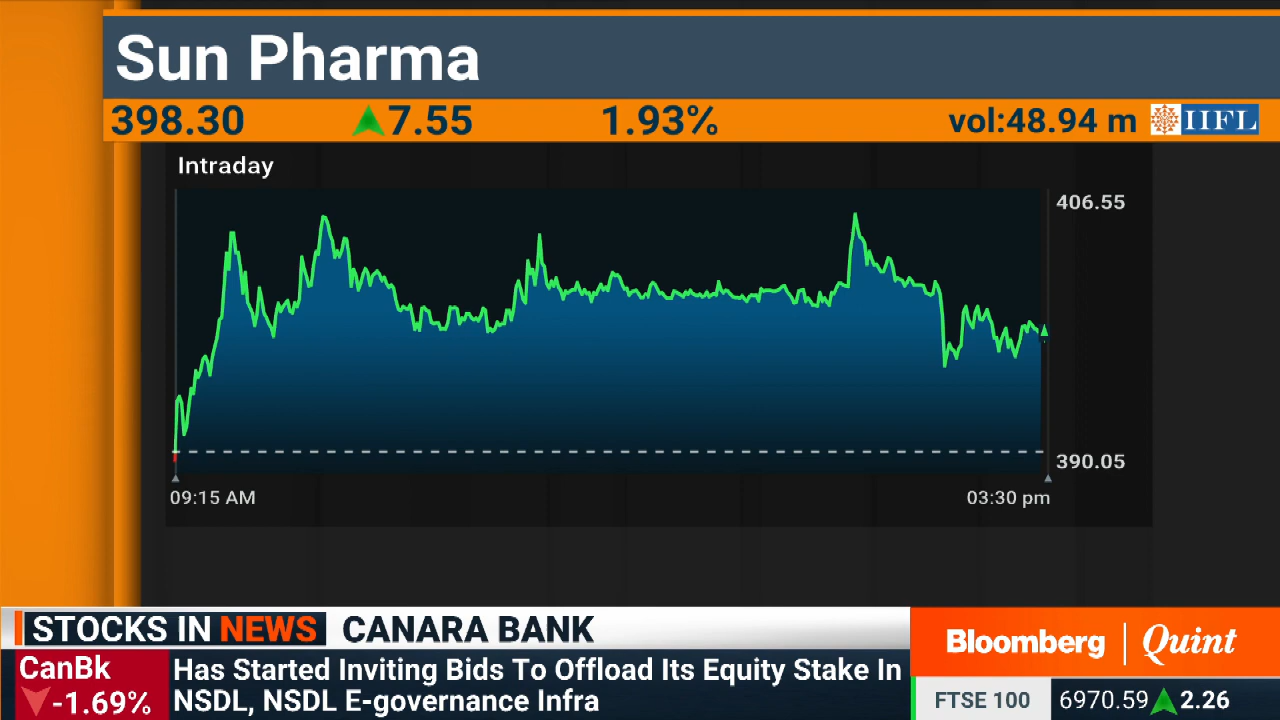 Sun Pharma
398.30 7.55 1.93% vol:48.94 m IIFL
Intraday
406.55
390.05
09:15 AM 03:30 pm
STOCKS IN NEWS CANARA BANK
CanBk
-1.69%
Has Started Inviting Bids To Offload Its Equity Stake In
NSDL, NSDL E-governance Infra
Bloomberg | Quint
FTSE 100 6970.59 2.26